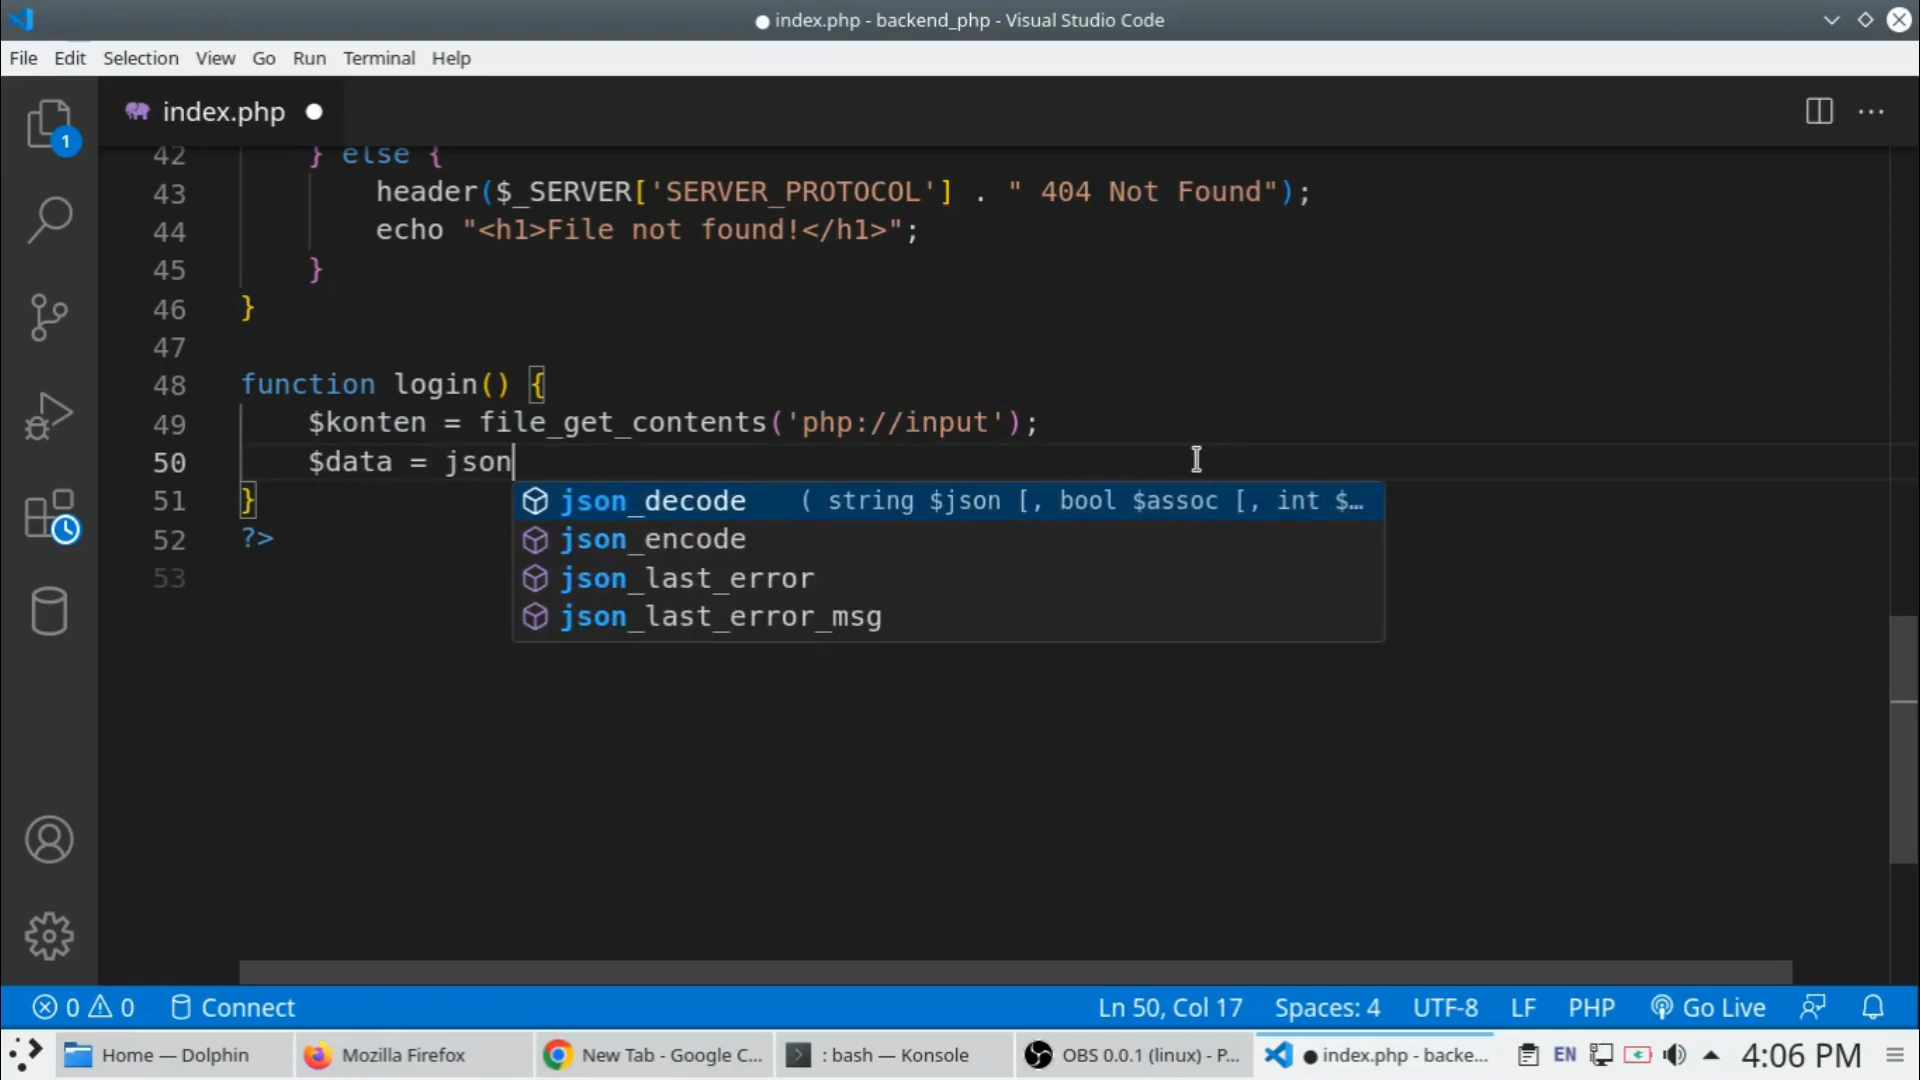 index.php - backend_php - Visual Studio Code
File Edit Selection View Go Run Terminal Help
1
index.php
42 } else {
43 header($_SERVER['SERVER_PROTOCOL'] . " 404 Not Found");
44 echo "<h1>File not found!</h1>";
45 }
46 }
47
48 function login() {
49 $konten = file_get_contents('php://input');
50 $data = json
51 }
52 ?>
53
json_decode ( string $json [, bool $assoc [, int $…
json_encode
json_last_error
json_last_error_msg
0 0 Connect Ln 50, Col 17 Spaces: 4 UTF-8 LF PHP Go Live
Home — Dolphin Mozilla Firefox New Tab - Google C... : bash — Konsole OBS 0.0.1 (linux) - P... index.php - backe... EN 4:06 PM